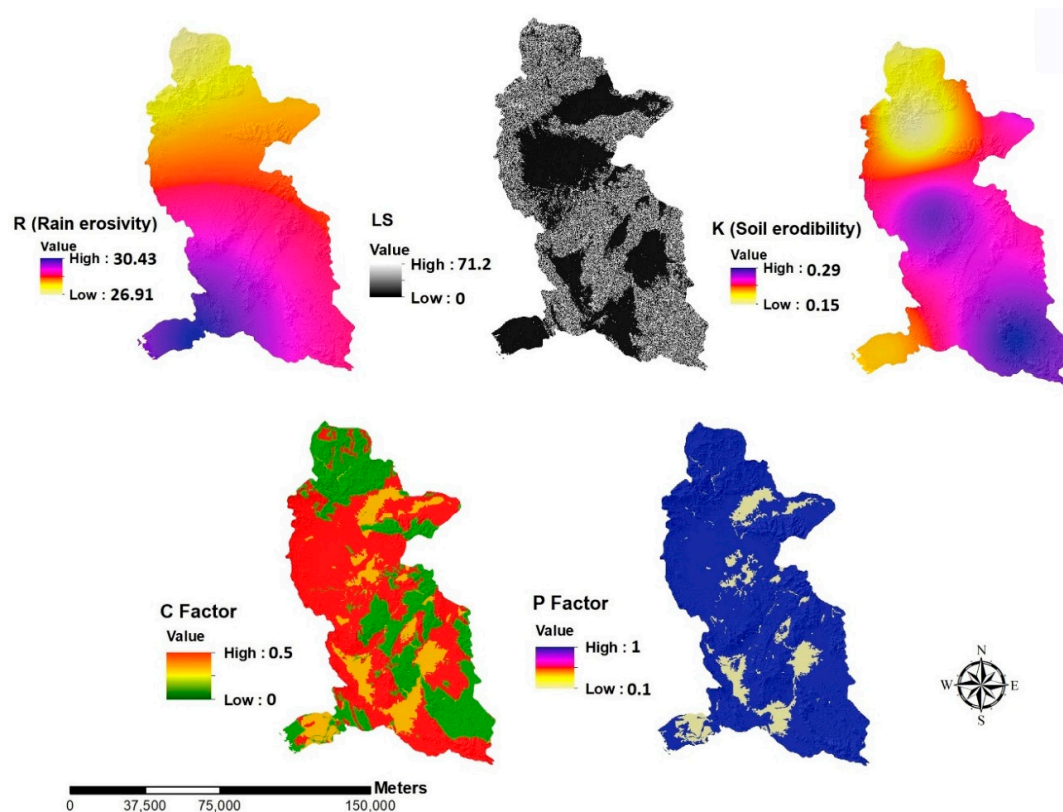 R (Rain erosivity)
Value
High : 30.43
Low : 26.91
LS
Value
High : 71.2
Low : 0
K (Soil erodibility)
Value
High : 0.29
Low : 0.15
C Factor
Value
High : 0.5
Low : 0
P Factor
Value
High : 1
Low : 0.1
N
W E
S
Meters
0 37,500 75,000 150,000